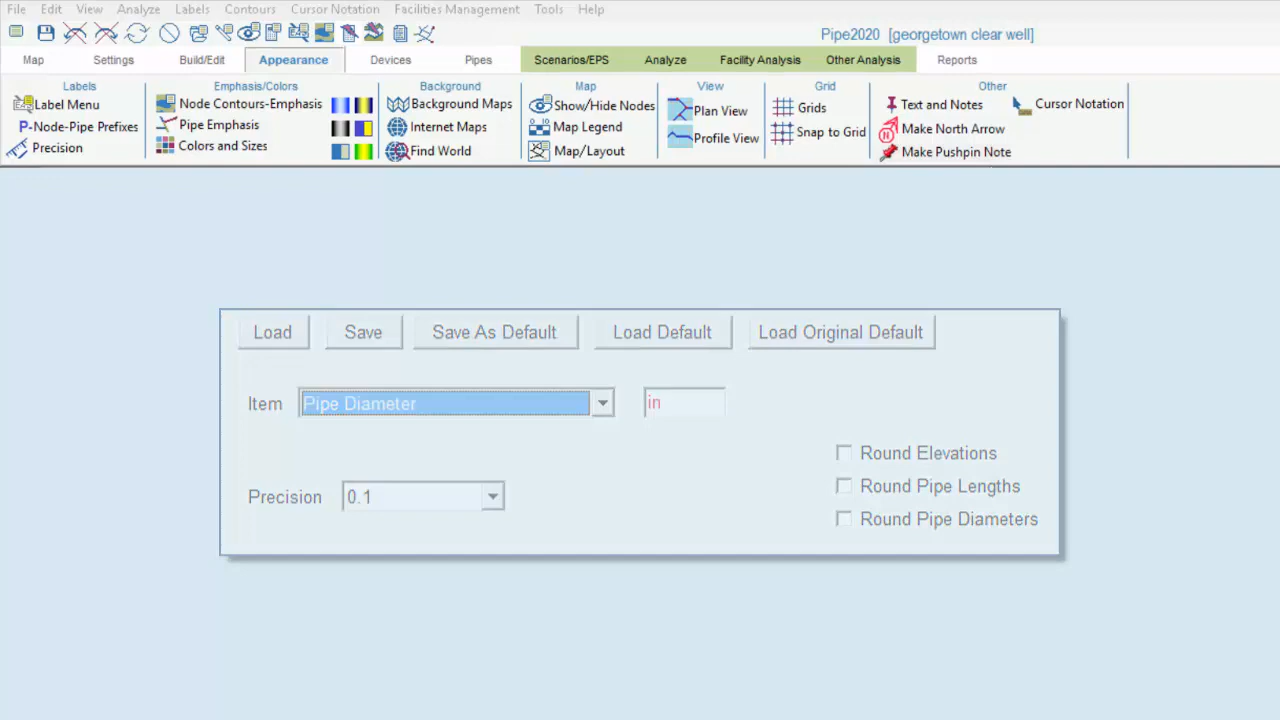 File Edit View Analyze Labels Contours Cursor Notation Facilities Management Tools Help
Pipe2020 [georgetown clear well]
Map Settings Build/Edit Appearance Devices Pipes Scenarios/EPS Analyze Facility Analysis Other Analysis Reports
Labels Emphasis/Colors Background Map View Grid Other
Label Menu Node Contours-Emphasis Background Maps Show/Hide Nodes Plan View Grids Text and Notes Cursor Notation
P-Node-Pipe Prefixes Pipe Emphasis Internet Maps Map Legend Profile View Snap to Grid Make North Arrow
Precision Colors and Sizes Find World Map/Layout Make Pushpin Note
Load Save Save As Default Load Default Load Original Default
Item Pipe Diameter in
Round Elevations
Round Pipe Lengths
Precision 0.1
Round Pipe Diameters